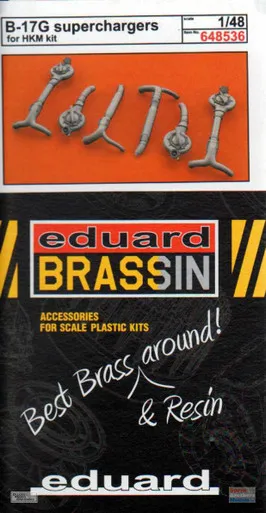 B-17G superchargers
for HKM kit
scale
1/48
Item No.
648536
eduard
BRASSIN
ACCESSORIES
FOR SCALE PLASTIC KITS
Best Brass around!
& Resin
eduard